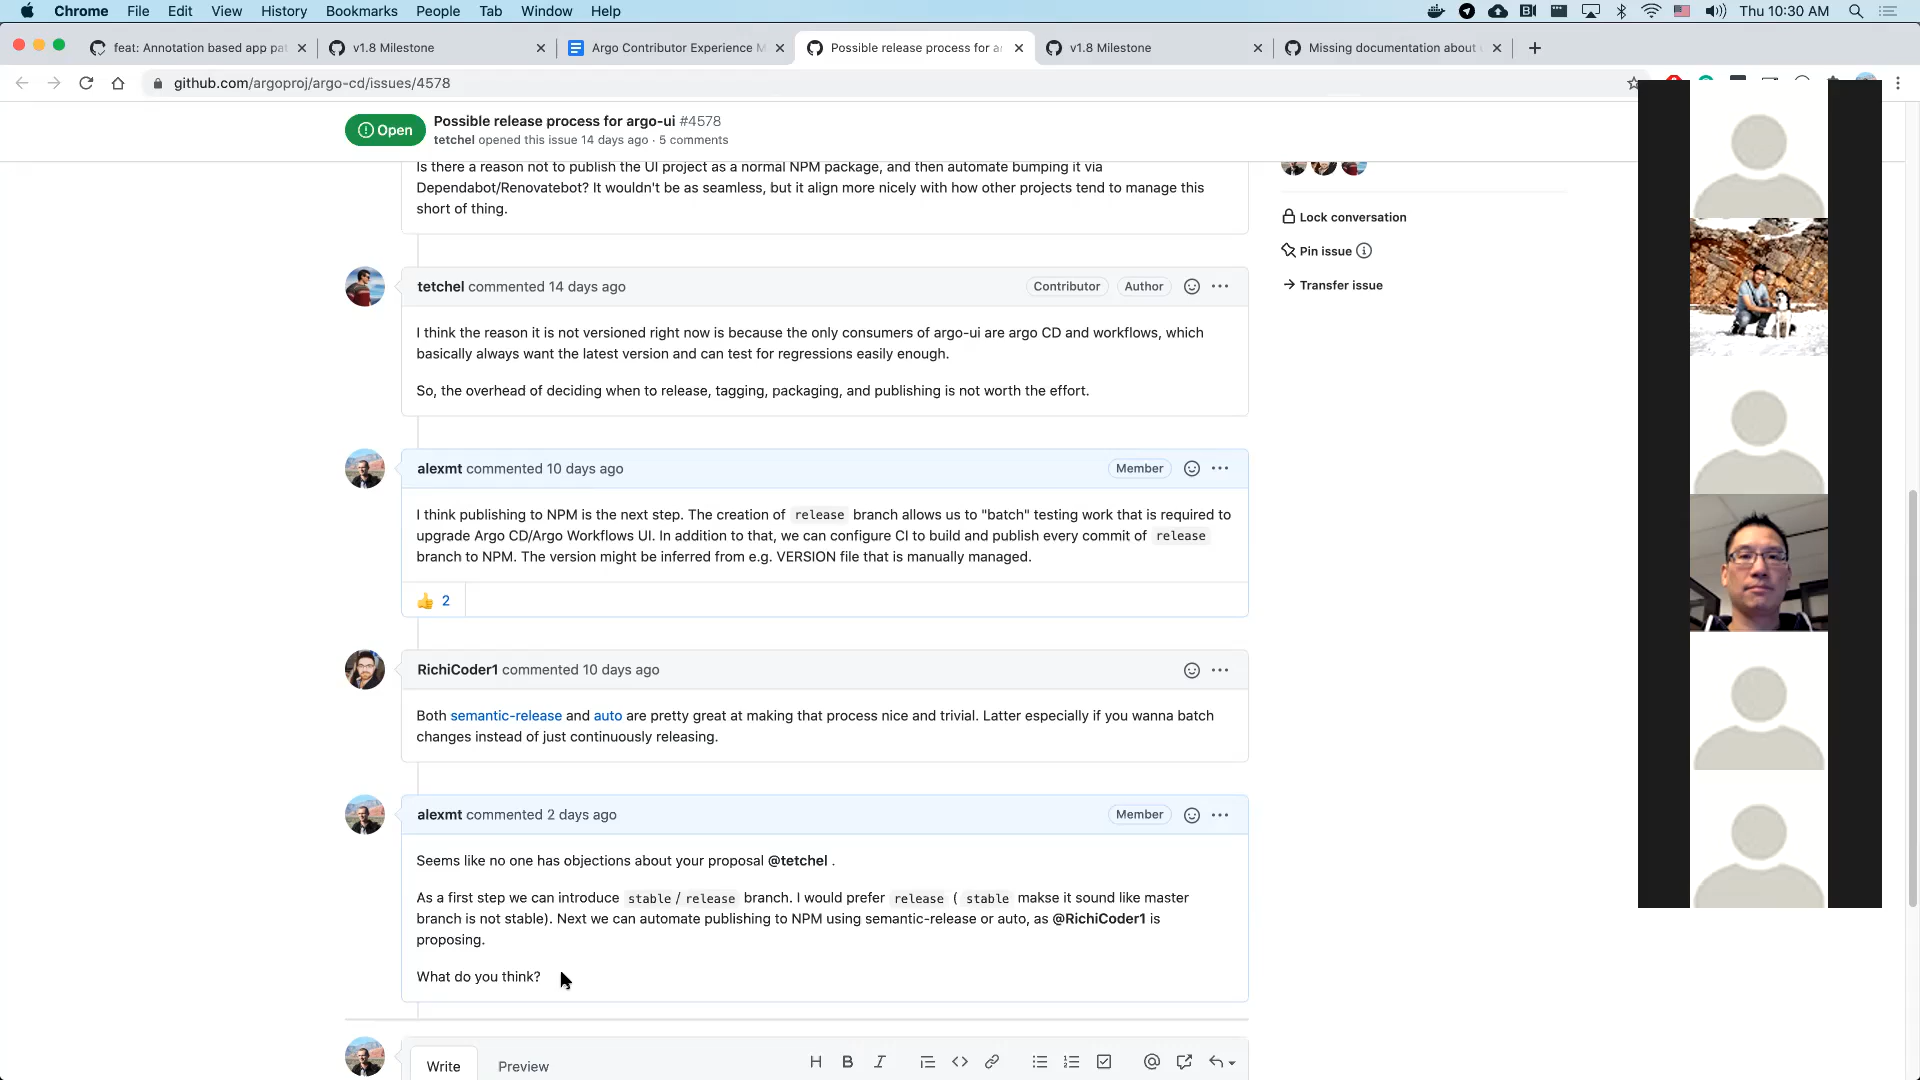 Chrome File Edit View History Bookmarks People Tab Window Help Thu 10:30 AM
feat: Annotation based app pa
v1.8 Milestone
Argo Contributor Experience M
Possible release process for a
v1.8 Milestone
Missing documentation about
github.com/argoproj/argo-cd/issues/4578
Open
Possible release process for argo-ui #4578
tetchel opened this issue 14 days ago · 5 comments
Is there a reason not to publish the UI project as a normal NPM package, and then automate bumping it via
Dependabot/Renovatebot? It wouldn't be as seamless, but it align more nicely with how other projects tend to manage this
short of thing.
Lock conversation
Pin issue
Transfer issue
tetchel commented 14 days ago Contributor Author
I think the reason it is not versioned right now is because the only consumers of argo-ui are argo CD and workflows, which
basically always want the latest version and can test for regressions easily enough.
So, the overhead of deciding when to release, tagging, packaging, and publishing is not worth the effort.
alexmt commented 10 days ago Member
I think publishing to NPM is the next step. The creation of release branch allows us to "batch" testing work that is required to
upgrade Argo CD/Argo Workflows UI. In addition to that, we can configure CI to build and publish every commit of release
branch to NPM. The version might be inferred from e.g. VERSION file that is manually managed.
👍 2
RichiCoder1 commented 10 days ago
Both semantic-release and auto are pretty great at making that process nice and trivial. Latter especially if you wanna batch
changes instead of just continuously releasing.
alexmt commented 2 days ago Member
Seems like no one has objections about your proposal @tetchel .
As a first step we can introduce stable / release branch. I would prefer release ( stable makse it sound like master
branch is not stable). Next we can automate publishing to NPM using semantic-release or auto, as @RichiCoder1 is
proposing.
What do you think?
Write Preview